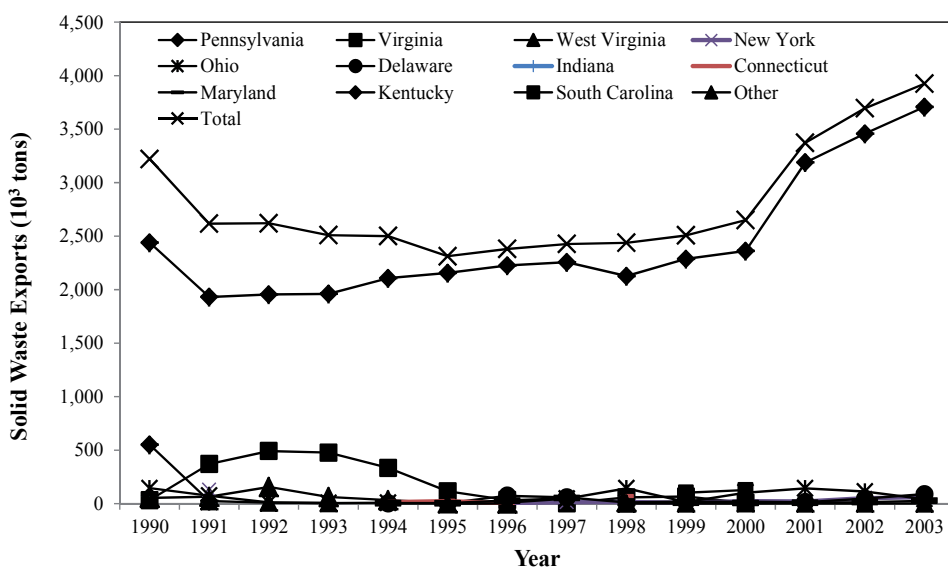 4,500
Pennsylvania Virginia West Virginia New York
Ohio Delaware Indiana Connecticut
4,000
Maryland Kentucky South Carolina Other
Total
3,500
3,000
2,500
2,000
1,500
1,000
500
0
Solid Waste Exports (10³ tons)
1990 1991 1992 1993 1994 1995 1996 1997 1998 1999 2000 2001 2002 2003
Year